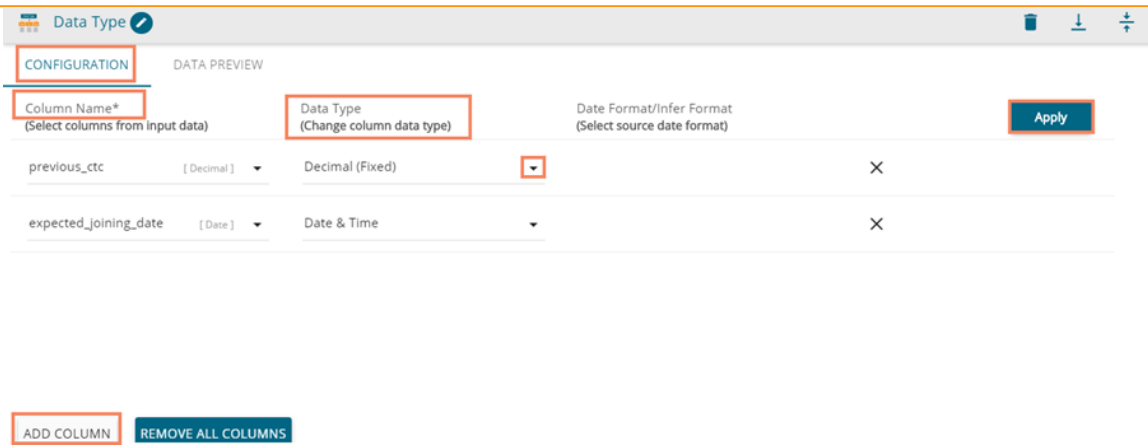 Data Type
CONFIGURATION DATA PREVIEW
Column Name* Data Type Date Format/Infer Format
(Select columns from input data) (Change column data type) (Select source date format) Apply
previous_ctc [ Decimal ] Decimal (Fixed)
expected_joining_date [ Date ] Date & Time
ADD COLUMN REMOVE ALL COLUMNS